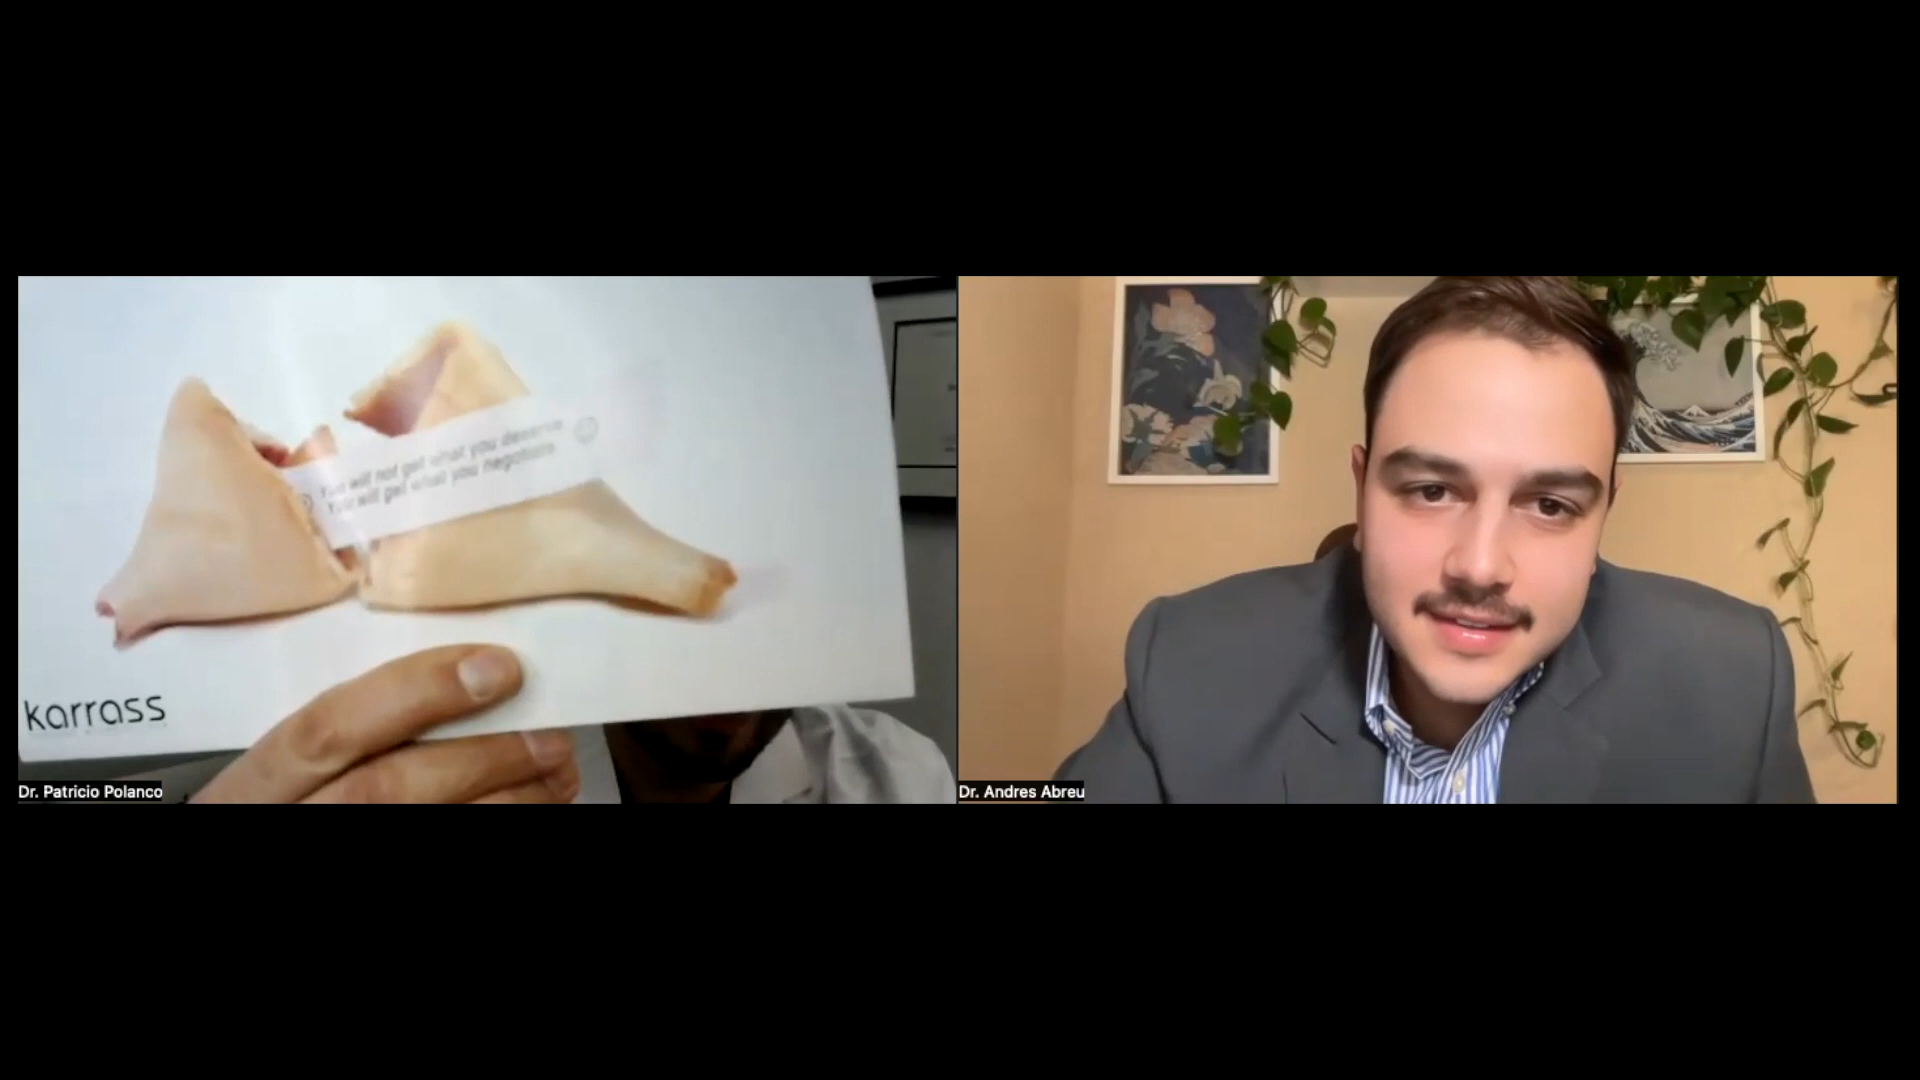 You will not get what you deserve
You will get what you negotiate
karrass
Dr. Patricio Polanco
Dr. Andres Abreu